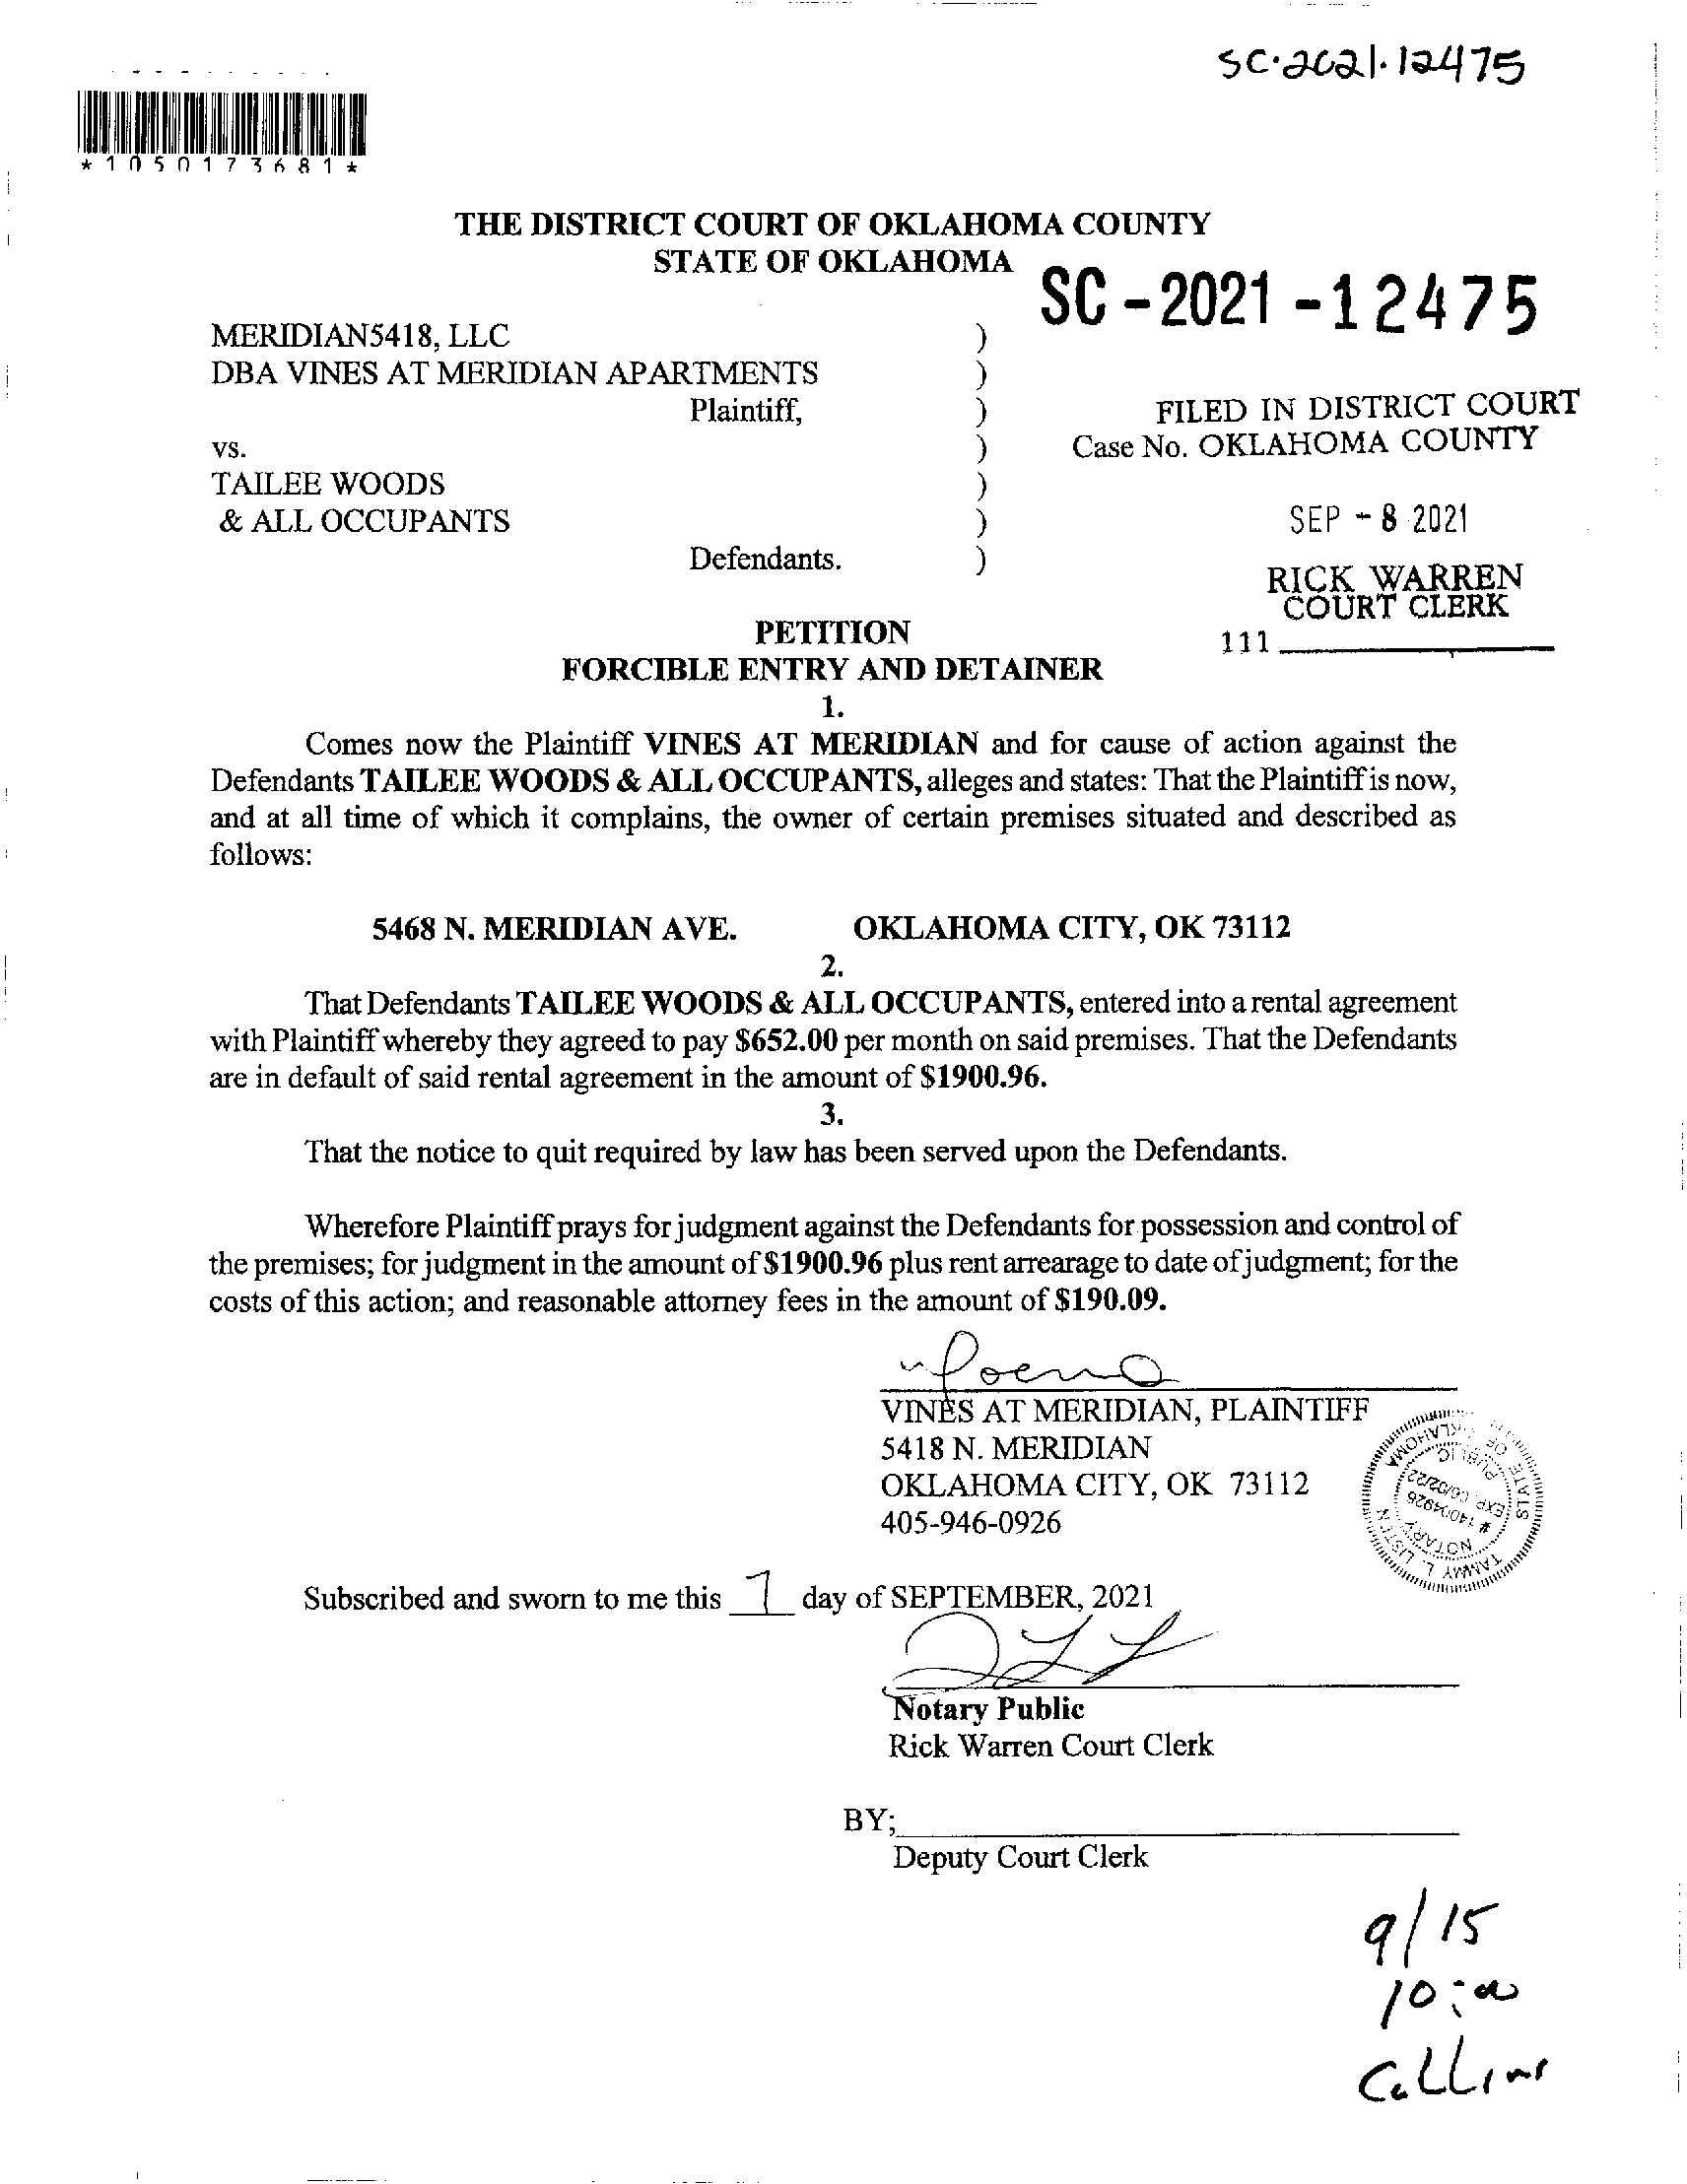 SC-2021-12475
*1050173681*
THE DISTRICT COURT OF OKLAHOMA COUNTY
STATE OF OKLAHOMA
SC-2021-12475
MERIDIAN5418, LLC )
DBA VINES AT MERIDIAN APARTMENTS )
Plaintiff, )
FILED IN DISTRICT COURT
vs. ) Case No. OKLAHOMA COUNTY
TAILEE WOODS )
& ALL OCCUPANTS )
SEP - 8 2021
Defendants. )
RICK WARREN
COURT CLERK
111
PETITION
FORCIBLE ENTRY AND DETAINER
1.
Comes now the Plaintiff VINES AT MERIDIAN and for cause of action against the
Defendants TAILEE WOODS & ALL OCCUPANTS, alleges and states: That the Plaintiff is now,
and at all time of which it complains, the owner of certain premises situated and described as
follows:
5468 N. MERIDIAN AVE. OKLAHOMA CITY, OK 73112
2.
That Defendants TAILEE WOODS & ALL OCCUPANTS, entered into a rental agreement
with Plaintiff whereby they agreed to pay $652.00 per month on said premises. That the Defendants
are in default of said rental agreement in the amount of $1900.96.
3.
That the notice to quit required by law has been served upon the Defendants.
Wherefore Plaintiff prays for judgment against the Defendants for possession and control of
the premises; for judgment in the amount of $1900.96 plus rent arrearage to date of judgment; for the
costs of this action; and reasonable attorney fees in the amount of $190.09.
VINES AT MERIDIAN, PLAINTIFF
5418 N. MERIDIAN
OKLAHOMA CITY, OK 73112
405-946-0926
TAMMY L. LISTEN
NOTARY
# 14004926
EXP. 06/02/22
PUBLIC
STATE OF OKLAHOMA
Subscribed and sworn to me this 7 day of SEPTEMBER, 2021
Notary Public
Rick Warren Court Clerk
BY;
Deputy Court Clerk
9/15
10:00
Collins